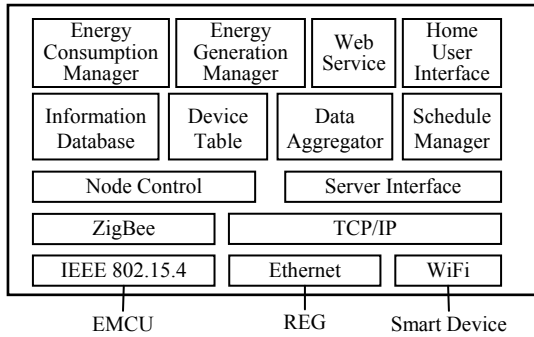 Energy
Consumption
Manager
Energy
Generation
Manager
Web
Service
Home
User
Interface
Information
Database
Device
Table
Data
Aggregator
Schedule
Manager
Node Control
Server Interface
ZigBee
TCP/IP
IEEE 802.15.4
Ethernet
WiFi
EMCU
REG
Smart Device